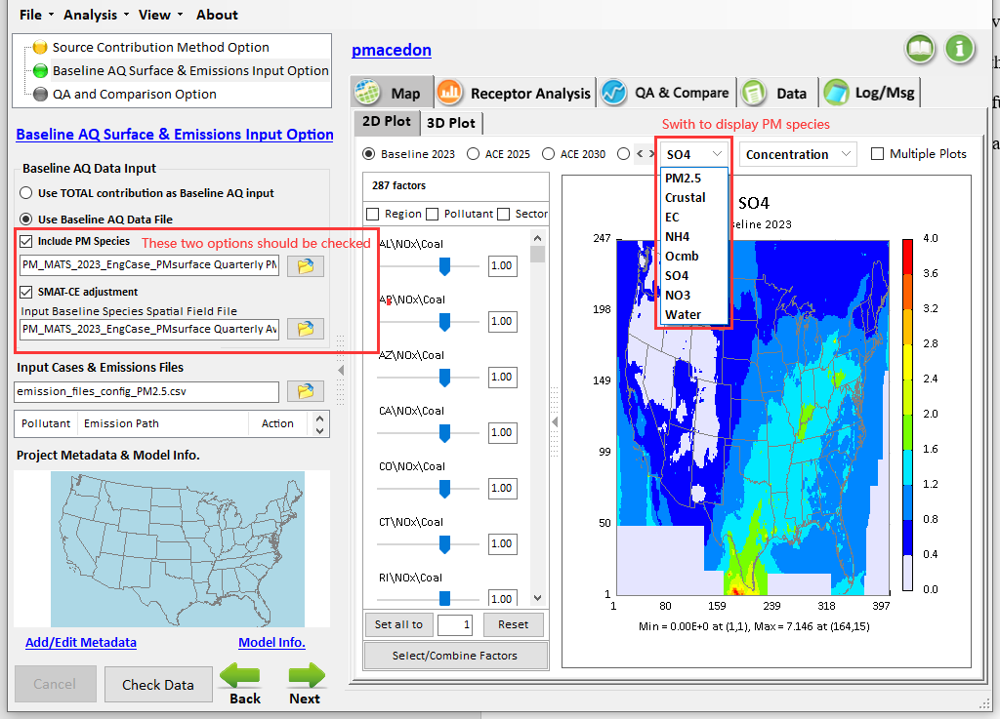 File Analysis View About
Source Contribution Method Option
Baseline AQ Surface & Emissions Input Option
QA and Comparison Option
Baseline AQ Surface & Emissions Input Option
Baseline AQ Data Input
Use TOTAL contribution as Baseline AQ input
Use Baseline AQ Data File
Include PM Species These two options should be checked
PM_MATS_2023_EngCase_PMsurface Quarterly PM
SMAT-CE adjustment
Input Baseline Species Spatial Field File
PM_MATS_2023_EngCase_PMsurface Quarterly Av
Input Cases & Emissions Files
emission_files_config_PM2.5.csv
Pollutant Emission Path Action
Project Metadata & Model Info.
Add/Edit Metadata Model Info.
Cancel Check Data Back Next
pmacedon
Map Receptor Analysis QA & Compare Data Log/Msg
2D Plot 3D Plot
Swith to display PM species
Baseline 2023 ACE 2025 ACE 2030 < > SO4 Concentration Multiple Plots
PM2.5
Crustal
EC
NH4
Ocmb
SO4
NO3
Water
287 factors
Region Pollutant Sector
AL\NOx\Coal
1.00
AR\NOx\Coal
1.00
AZ\NOx\Coal
1.00
CA\NOx\Coal
1.00
CO\NOx\Coal
1.00
CT\NOx\Coal
1.00
RI\NOx\Coal
1.00
Set all to 1 Reset
Select/Combine Factors
SO4
seline 2023
247
198
149
99
50
1
1 80 159 239 318 397
4.0
3.6
3.2
2.8
2.4
2.0
1.6
1.2
0.8
0.4
0.0
Min = 0.00E+0 at (1,1), Max = 7.146 at (164,15)